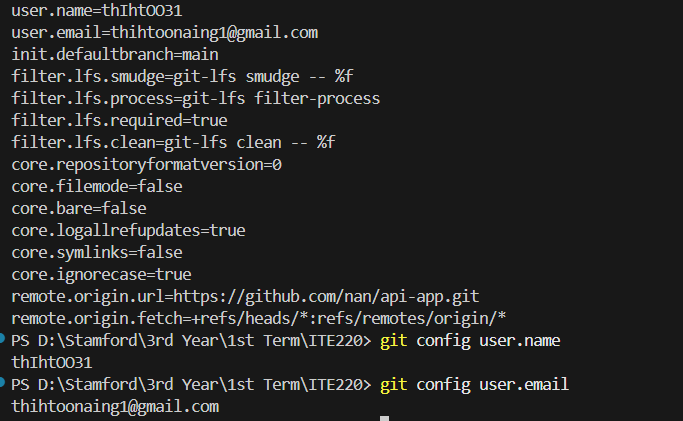 user.name=thIhtOO31
user.email=thihtoonaing1@gmail.com
init.defaultbranch=main
filter.lfs.smudge=git-lfs smudge -- %f
filter.lfs.process=git-lfs filter-process
filter.lfs.required=true
filter.lfs.clean=git-lfs clean -- %f
core.repositoryformatversion=0
core.filemode=false
core.bare=false
core.logallrefupdates=true
core.symlinks=false
core.ignorecase=true
remote.origin.url=https://github.com/nan/api-app.git
remote.origin.fetch=+refs/heads/*:refs/remotes/origin/*
PS D:\Stamford\3rd Year\1st Term\ITE220> git config user.name
thIhtOO31
PS D:\Stamford\3rd Year\1st Term\ITE220> git config user.email
thihtoonaing1@gmail.com